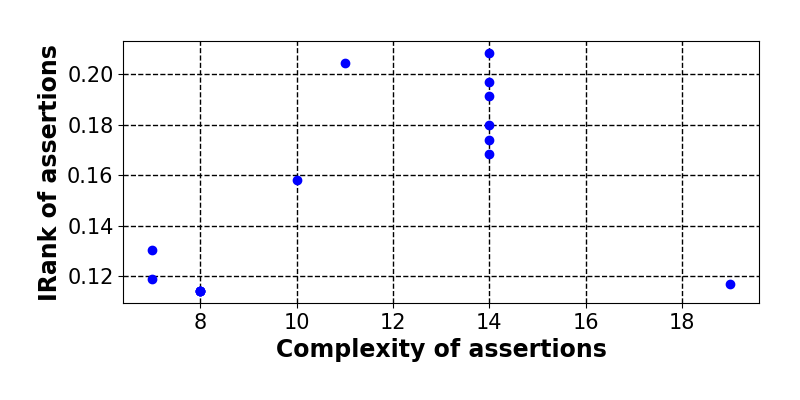 IRank of assertions
0.20
0.18
0.16
0.14
0.12
8 10 12 14 16 18
Complexity of assertions